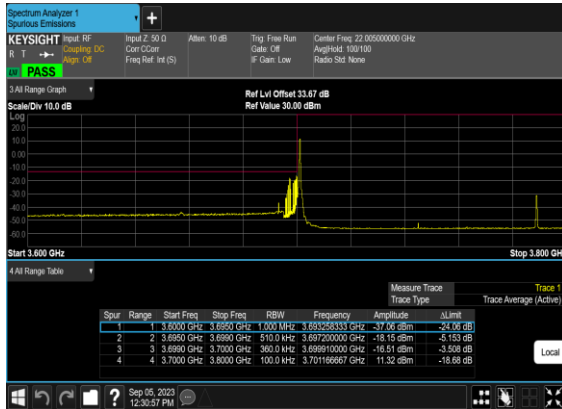 Spectrum Analyzer 1
Spurious Emissions
+
KEYSIGHT Input: RF Input Z: 50 Ω Atten: 10 dB Trig: Free Run Center Freq: 22.005000000 GHz
R T Coupling: DC Corr CCorr Gate: Off Avg|Hold: 100/100
Align: Off Freq Ref: Int (S) IF Gain: Low Radio Std: None
PASS
3 All Range Graph
Ref Lvl Offset 33.67 dB
Scale/Div 10.0 dB Ref Value 30.00 dBm
Log
20.0
10.0
0.00
-10.0
-20.0
-30.0
-40.0
-50.0
-60.0
Start 3.600 GHz Stop 3.800 GHz
4 All Range Table
Measure Trace Trace 1
Trace Type Trace Average (Active)
Spur Range Start Freq Stop Freq RBW Frequency Amplitude ΔLimit
1 1 3.6000 GHz 3.6950 GHz 1.000 MHz 3.693258333 GHz -37.06 dBm -24.06 dB
2 2 3.6950 GHz 3.6990 GHz 510.0 kHz 3.697200000 GHz -18.15 dBm -5.153 dB
3 3 3.6990 GHz 3.7000 GHz 360.0 kHz 3.699910000 GHz -16.51 dBm -3.508 dB
4 4 3.7000 GHz 3.8000 GHz 100.0 kHz 3.701166667 GHz 11.32 dBm -18.68 dB
Local
? Sep 05, 2023
12:30:57 PM